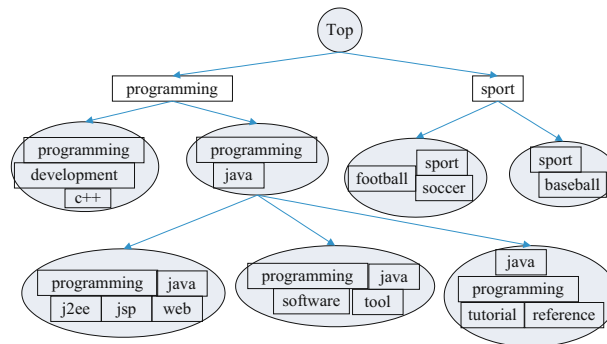 Top
programming
sport
programming
development
c++
programming
java
sport
football
soccer
sport
baseball
programming java
j2ee jsp web
programming java
software tool
java
programming
tutorial reference